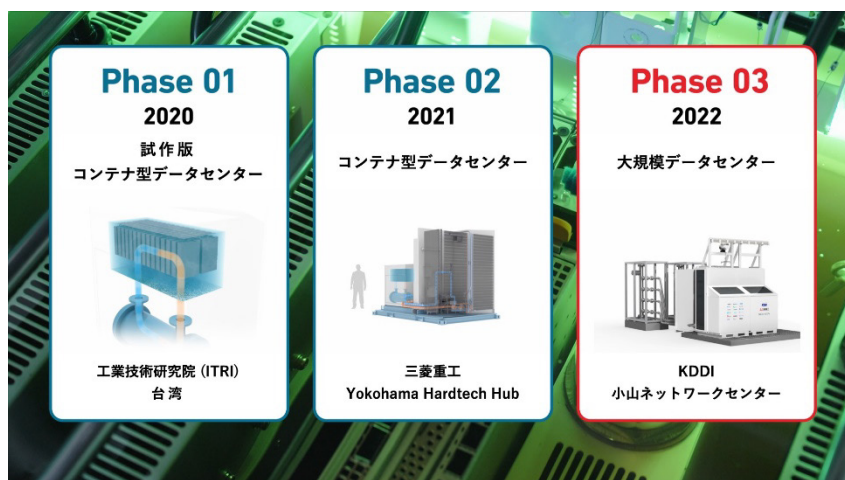 Phase 01
2020
試作版
コンテナ型データセンター
工業技術研究院 (ITRI)
台湾
Phase 02
2021
コンテナ型データセンター
三菱重工
Yokohama Hardtech Hub
Phase 03
2022
大規模データセンター
KDDI
小山ネットワークセンター